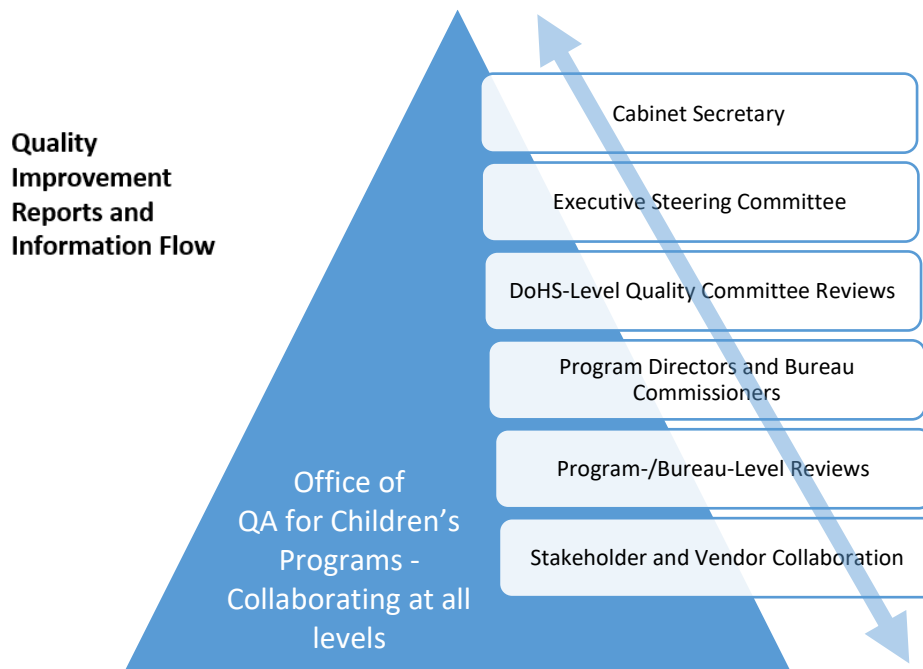 Quality
Improvement
Reports and
Information Flow
Cabinet Secretary
Executive Steering Committee
DoHS-Level Quality Committee Reviews
Program Directors and Bureau
Commissioners
Program-/Bureau-Level Reviews
Stakeholder and Vendor Collaboration
Office of
QA for Children’s
Programs -
Collaborating at all
levels